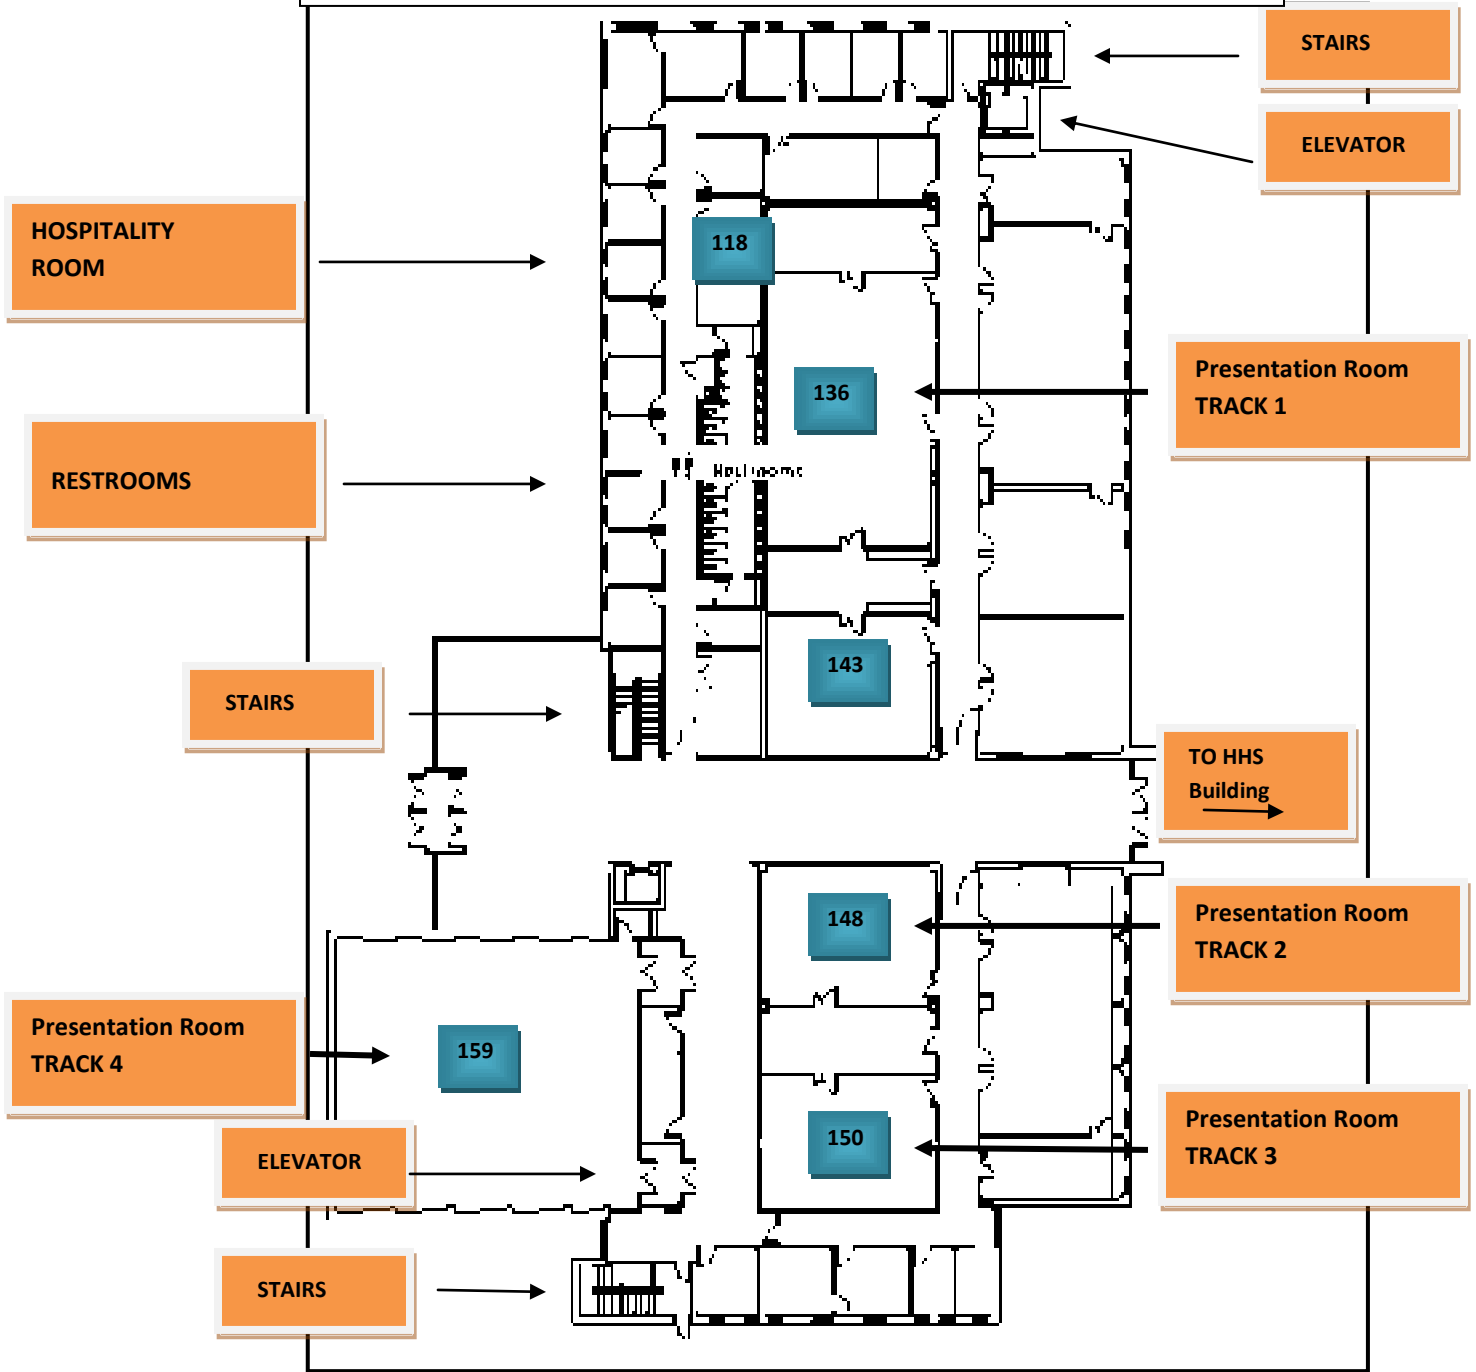 STAIRS
ELEVATOR
HOSPITALITY
ROOM
118
Presentation Room
TRACK 1
136
RESTROOMS
Restrooms
143
STAIRS
TO HHS
Building
148
Presentation Room
TRACK 2
Presentation Room
TRACK 4
159
150
Presentation Room
TRACK 3
ELEVATOR
STAIRS